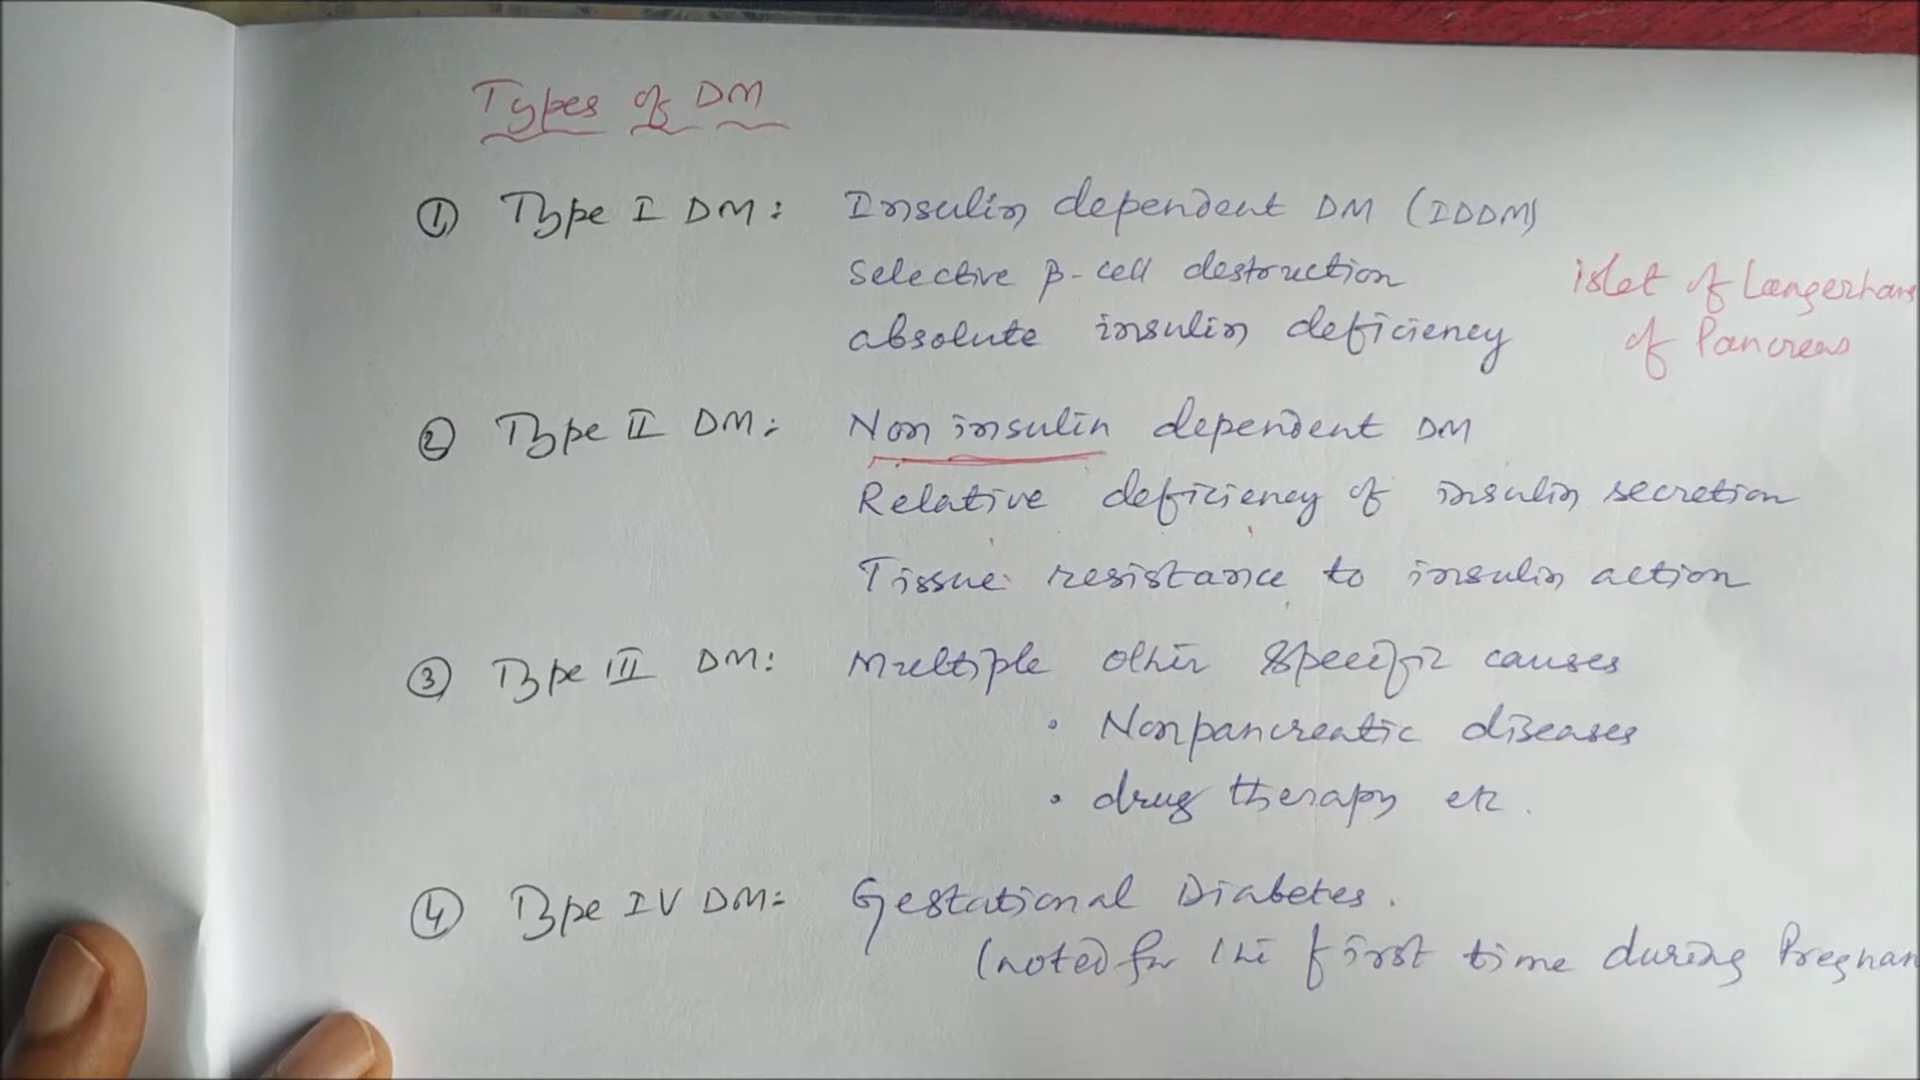 Types of DM
① Type I DM: Insulin dependent DM (IDDM)
Selective β-cell destruction
islet of Langerhans
absolute insulin deficiency
of Pancreas
② Type II DM: Non insulin dependent DM
Relative deficiency of insulin secretion
Tissue resistance to insulin action
③ Type III DM: Multiple other specific causes
• Nonpancreatic diseases
• drug therapy etc.
④ Type IV DM: Gestational Diabetes.
(noted for the first time during Pregnan